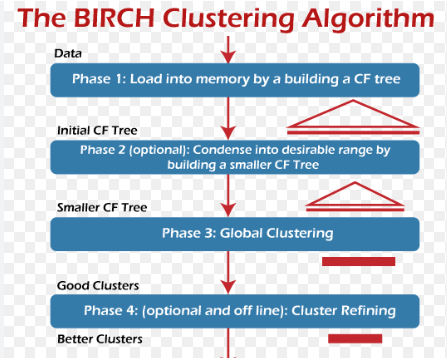 The BIRCH Clustering Algorithm
Data
Phase 1: Load into memory by a building a CF tree
Initial CF Tree
Phase 2 (optional): Condense into desirable range by
building a smaller CF Tree
Smaller CF Tree
Phase 3: Global Clustering
Good Clusters
Phase 4: (optional and off line): Cluster Refining
Better Clusters